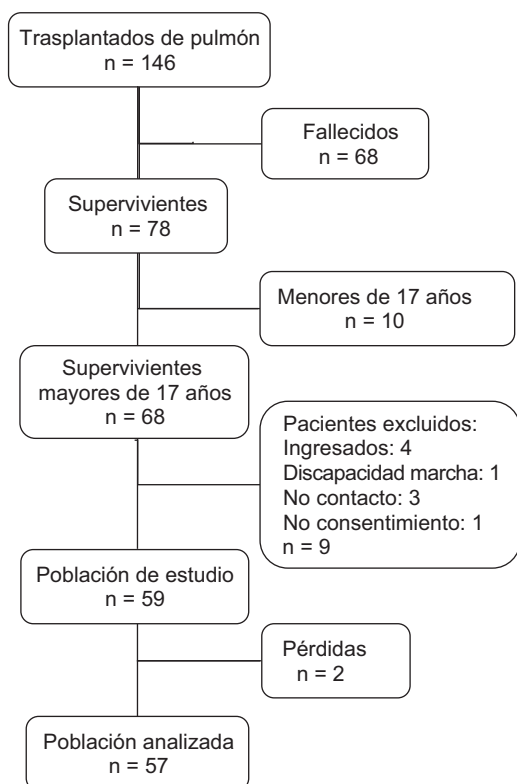 Trasplantados de pulmón
n = 146
Fallecidos
n = 68
Supervivientes
n = 78
Menores de 17 años
n = 10
Supervivientes
mayores de 17 años
n = 68
Pacientes excluidos:
Ingresados: 4
Discapacidad marcha: 1
No contacto: 3
No consentimiento: 1
n = 9
Población de estudio
n = 59
Pérdidas
n = 2
Población analizada
n = 57